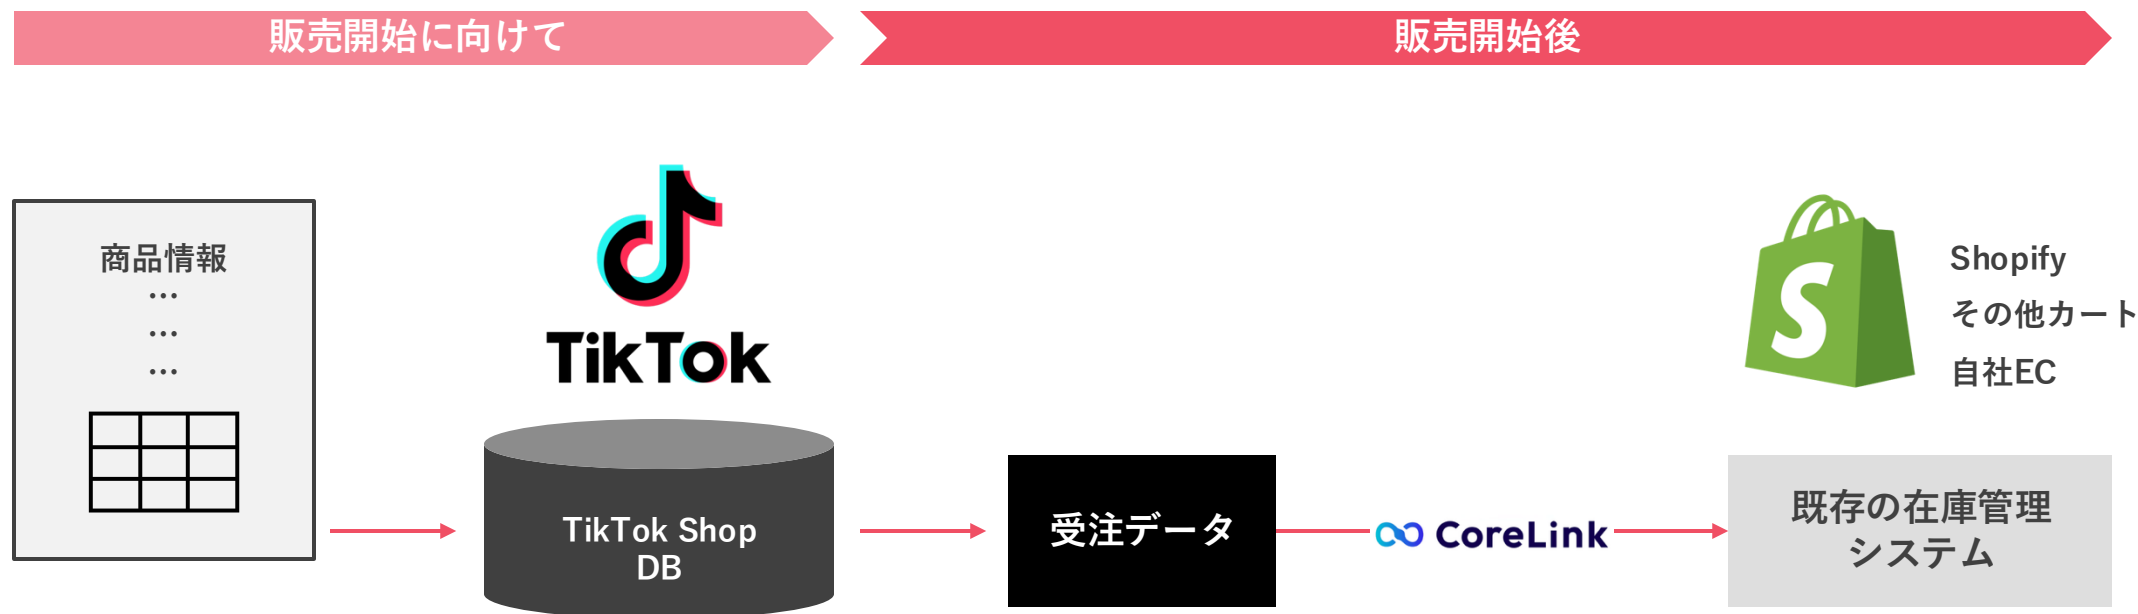 販売開始に向けて
販売開始後
商品情報
…
…
…
TikTok
TikTok Shop
DB
受注データ
CoreLink
Shopify
その他カート
自社EC
既存の在庫管理
システム